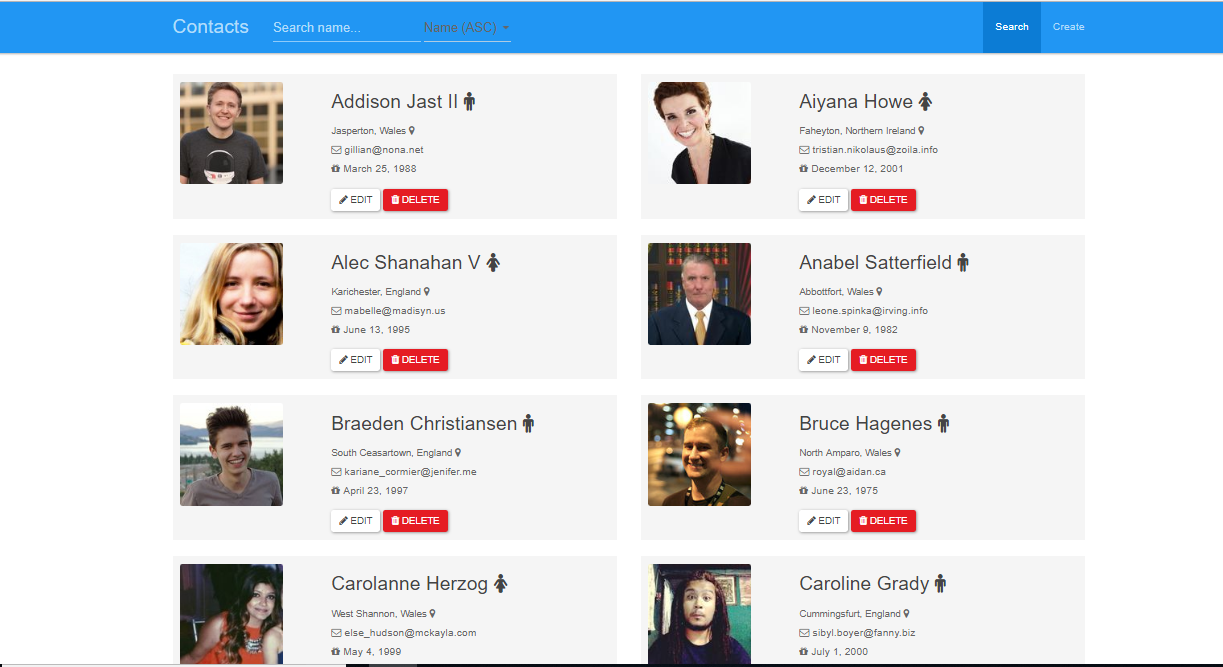 Contacts Search name... Name (ASC) Search Create
Addison Jast II
Jasperton, Wales
gillian@nona.net
March 25, 1988
EDIT DELETE
Aiyana Howe
Faheyton, Northern Ireland
tristian.nikolaus@zoila.info
December 12, 2001
EDIT DELETE
Alec Shanahan V
Karichester, England
mabelle@madisyn.us
June 13, 1995
EDIT DELETE
Anabel Satterfield
Abbottfort, Wales
leone.spinka@irving.info
November 9, 1982
EDIT DELETE
Braeden Christiansen
South Ceasartown, England
kariane_cormier@jenifer.me
April 23, 1997
EDIT DELETE
Bruce Hagenes
North Amparo, Wales
royal@aidan.ca
June 23, 1975
EDIT DELETE
Carolanne Herzog
West Shannon, Wales
else_hudson@mckayla.com
May 4, 1999
Caroline Grady
Cummingsfurt, England
sibyl.boyer@fanny.biz
July 1, 2000